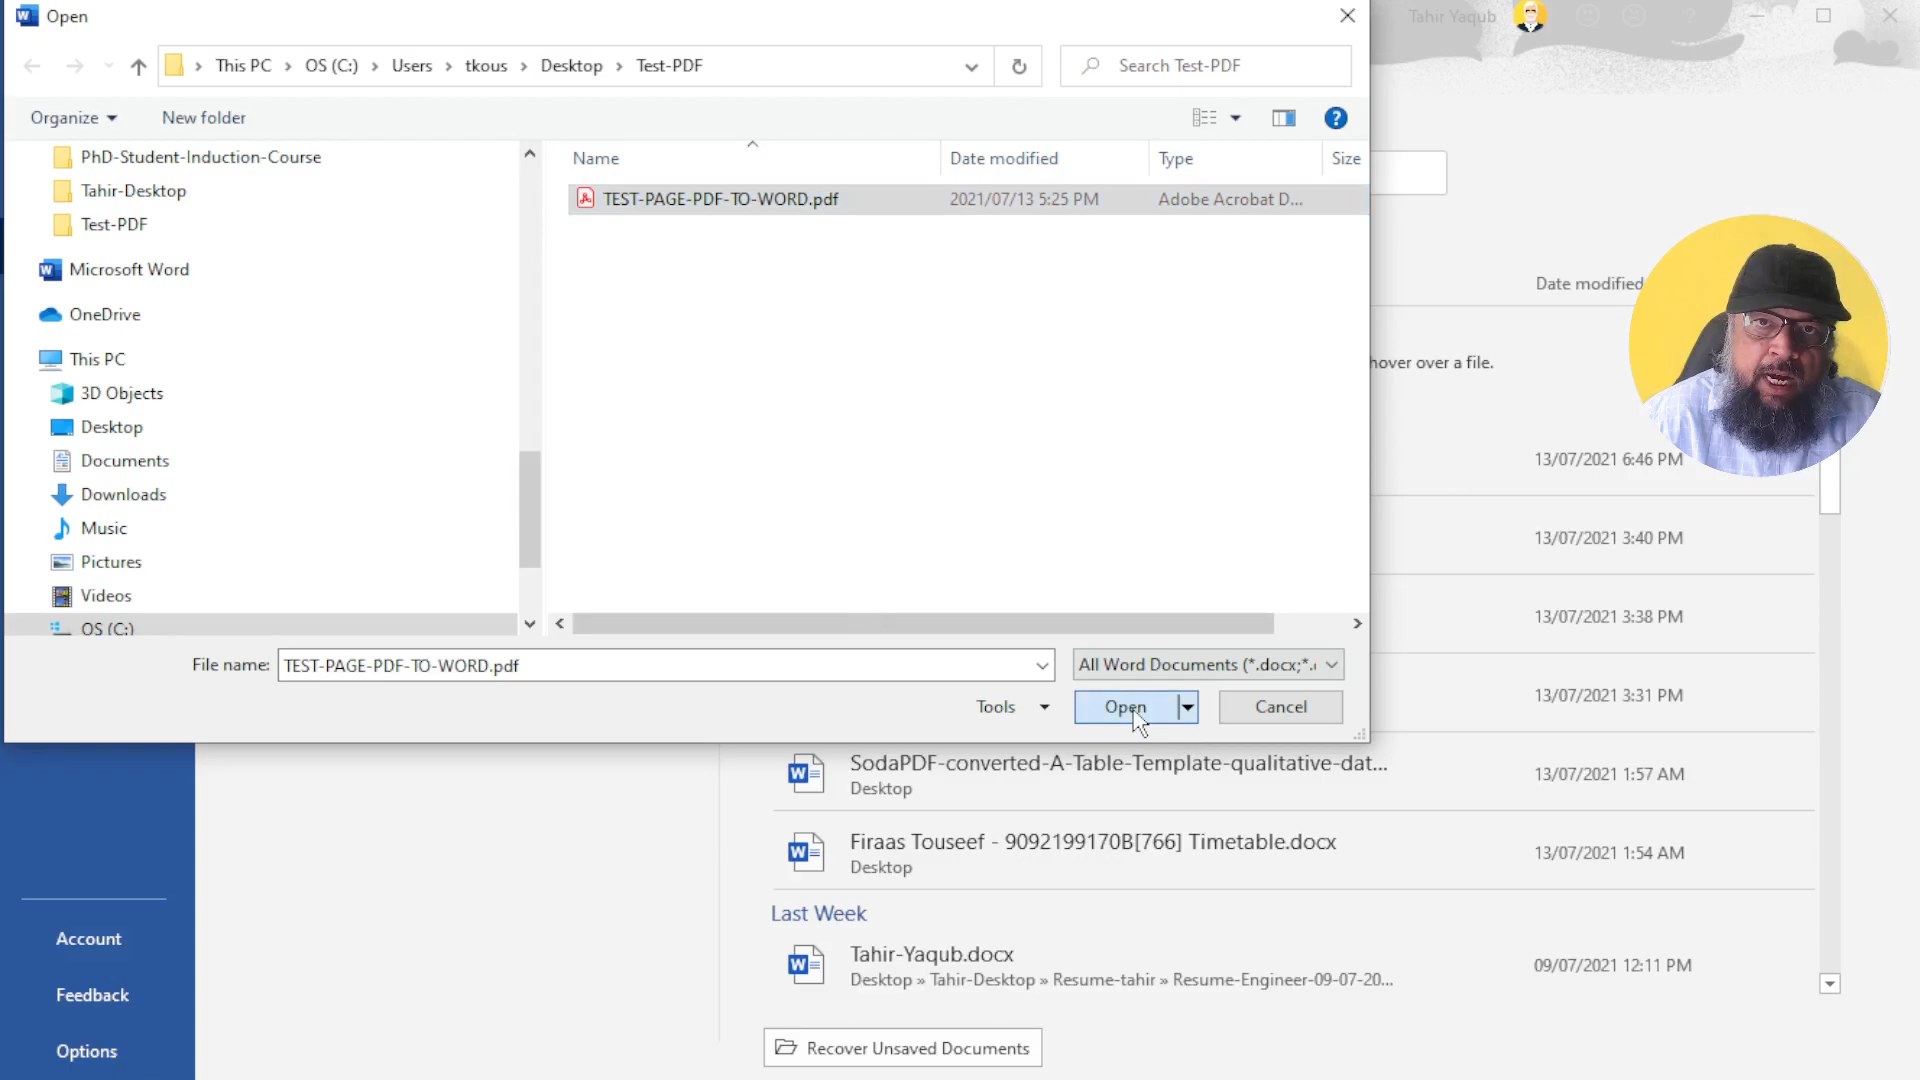 Open
Tahir Yaqub
This PC > OS (C:) > Users > tkous > Desktop > Test-PDF
Search Test-PDF
Organize
New folder
PhD-Student-Induction-Course
Tahir-Desktop
Test-PDF
Microsoft Word
OneDrive
This PC
3D Objects
Desktop
Documents
Downloads
Music
Pictures
Videos
OS (C:)
Name Date modified Type Size
TEST-PAGE-PDF-TO-WORD.pdf 2021/07/13 5:25 PM Adobe Acrobat D...
File name: TEST-PAGE-PDF-TO-WORD.pdf
All Word Documents (*.docx;*.
Tools
Open
Cancel
Date modified
hover over a file.
13/07/2021 6:46 PM
13/07/2021 3:40 PM
13/07/2021 3:38 PM
13/07/2021 3:31 PM
SodaPDF-converted-A-Table-Template-qualitative-dat...
Desktop
13/07/2021 1:57 AM
Firaas Touseef - 9092199170B[766] Timetable.docx
Desktop
13/07/2021 1:54 AM
Last Week
Tahir-Yaqub.docx
Desktop » Tahir-Desktop » Resume-tahir » Resume-Engineer-09-07-20...
09/07/2021 12:11 PM
Recover Unsaved Documents
Account
Feedback
Options